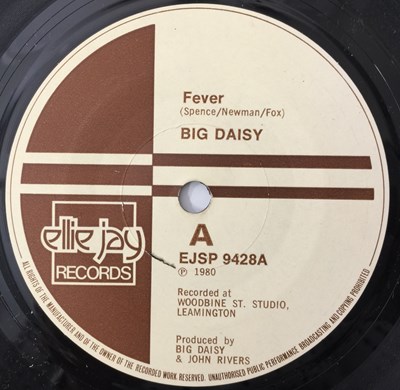 Fever
(Spence/Newman/Fox)
BIG DAISY
ellie jay
RECORDS
A
EJSP 9428A
℗ 1980
Recorded at
WOODBINE ST. STUDIO,
LEAMINGTON
Produced by
BIG DAISY
& JOHN RIVERS
ALL RIGHTS OF THE MANUFACTURER AND OF THE OWNER OF THE RECORDED WORK RESERVED. UNAUTHORISED PUBLIC PERFORMANCE BROADCASTING AND COPYING PROHIBITED